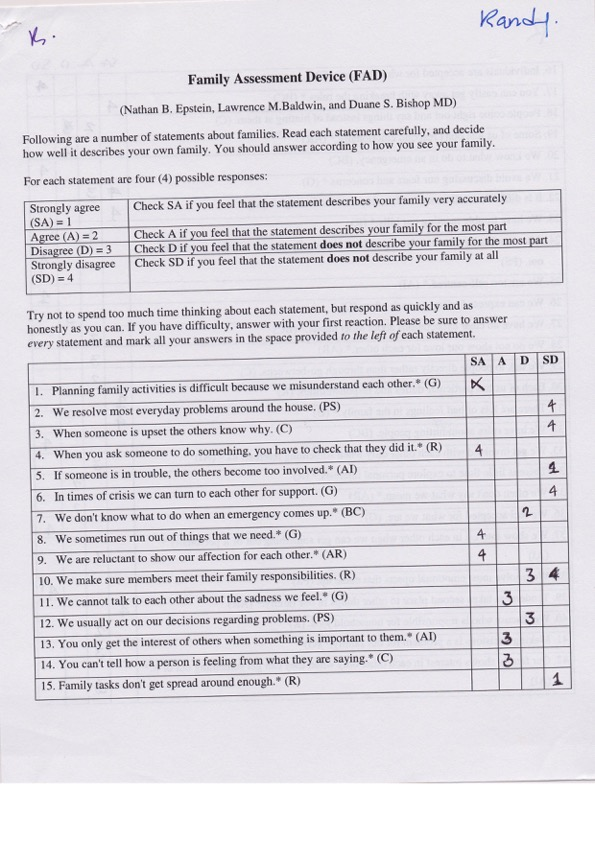 K.
Randy.
Family Assessment Device (FAD)
(Nathan B. Epstein, Lawrence M.Baldwin, and Duane S. Bishop MD)
Following are a number of statements about families. Read each statement carefully, and decide
how well it describes your own family. You should answer according to how you see your family.
For each statement are four (4) possible responses:
Strongly agree (SA) = 1 Check SA if you feel that the statement describes your family very accurately
Agree (A) = 2 Check A if you feel that the statement describes your family for the most part
Disagree (D) = 3 Check D if you feel that the statement does not describe your family for the most part
Strongly disagree (SD) = 4 Check SD if you feel that the statement does not describe your family at all
Try not to spend too much time thinking about each statement, but respond as quickly and as
honestly as you can. If you have difficulty, answer with your first reaction. Please be sure to answer
every statement and mark all your answers in the space provided to the left of each statement.
SA A D SD
1. Planning family activities is difficult because we misunderstand each other.* (G)
2. We resolve most everyday problems around the house. (PS) 4
3. When someone is upset the others know why. (C) 4
4. When you ask someone to do something, you have to check that they did it.* (R) 4
5. If someone is in trouble, the others become too involved.* (AI) 1
6. In times of crisis we can turn to each other for support. (G) 4
7. We don't know what to do when an emergency comes up.* (BC) 2
8. We sometimes run out of things that we need.* (G) 4
9. We are reluctant to show our affection for each other.* (AR) 4
10. We make sure members meet their family responsibilities. (R) 3 4
11. We cannot talk to each other about the sadness we feel.* (G) 3
12. We usually act on our decisions regarding problems. (PS) 3
13. You only get the interest of others when something is important to them.* (AI) 3
14. You can't tell how a person is feeling from what they are saying.* (C) 3
15. Family tasks don't get spread around enough.* (R) 1